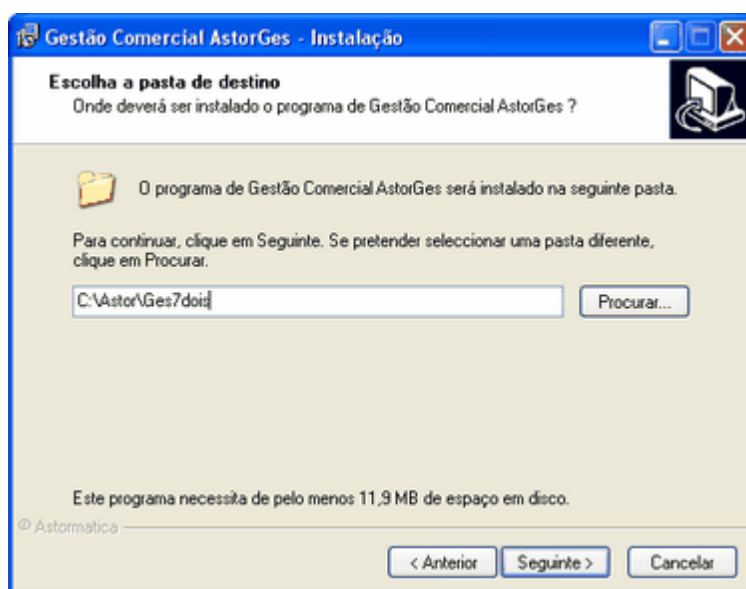 Gestão Comercial AstorGes - Instalação
Escolha a pasta de destino
Onde deverá ser instalado o programa de Gestão Comercial AstorGes ?
O programa de Gestão Comercial AstorGes será instalado na seguinte pasta.
Para continuar, clique em Seguinte. Se pretender seleccionar uma pasta diferente,
clique em Procurar.
C:\Astor\Ges7dois
Procurar...
Este programa necessita de pelo menos 11,9 MB de espaço em disco.
© Astormatica
< Anterior Seguinte > Cancelar